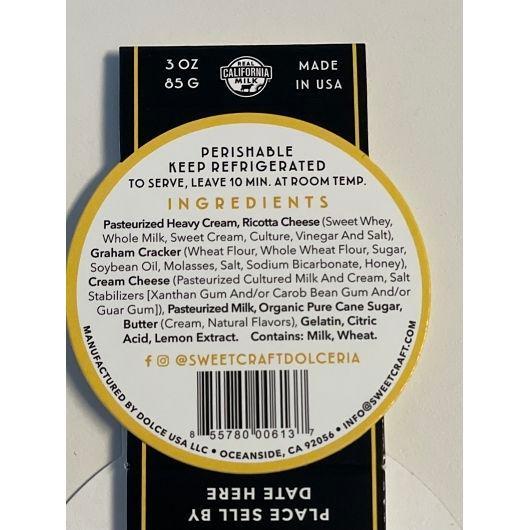 3 OZ
85 G
REAL
CALIFORNIA
MILK
MADE
IN USA
PERISHABLE
KEEP REFRIGERATED
TO SERVE, LEAVE 10 MIN. AT ROOM TEMP.
INGREDIENTS
Pasteurized Heavy Cream, Ricotta Cheese (Sweet Whey,
Whole Milk, Sweet Cream, Culture, Vinegar And Salt),
Graham Cracker (Wheat Flour, Whole Wheat Flour, Sugar,
Soybean Oil, Molasses, Salt, Sodium Bicarbonate, Honey),
Cream Cheese (Pasteurized Cultured Milk And Cream, Salt
Stabilizers [Xanthan Gum And/or Carob Bean Gum And/or
Guar Gum]), Pasteurized Milk, Organic Pure Cane Sugar,
Butter (Cream, Natural Flavors), Gelatin, Citric
Acid, Lemon Extract. Contains: Milk, Wheat.
@SWEETCRAFTDOLCERIA
8 55780 00613 7
MANUFACTURED BY DOLCE USA LLC • OCEANSIDE, CA 92056 • INFO@SWEETCRAFT.COM
PLACE SELL BY
DATE HERE